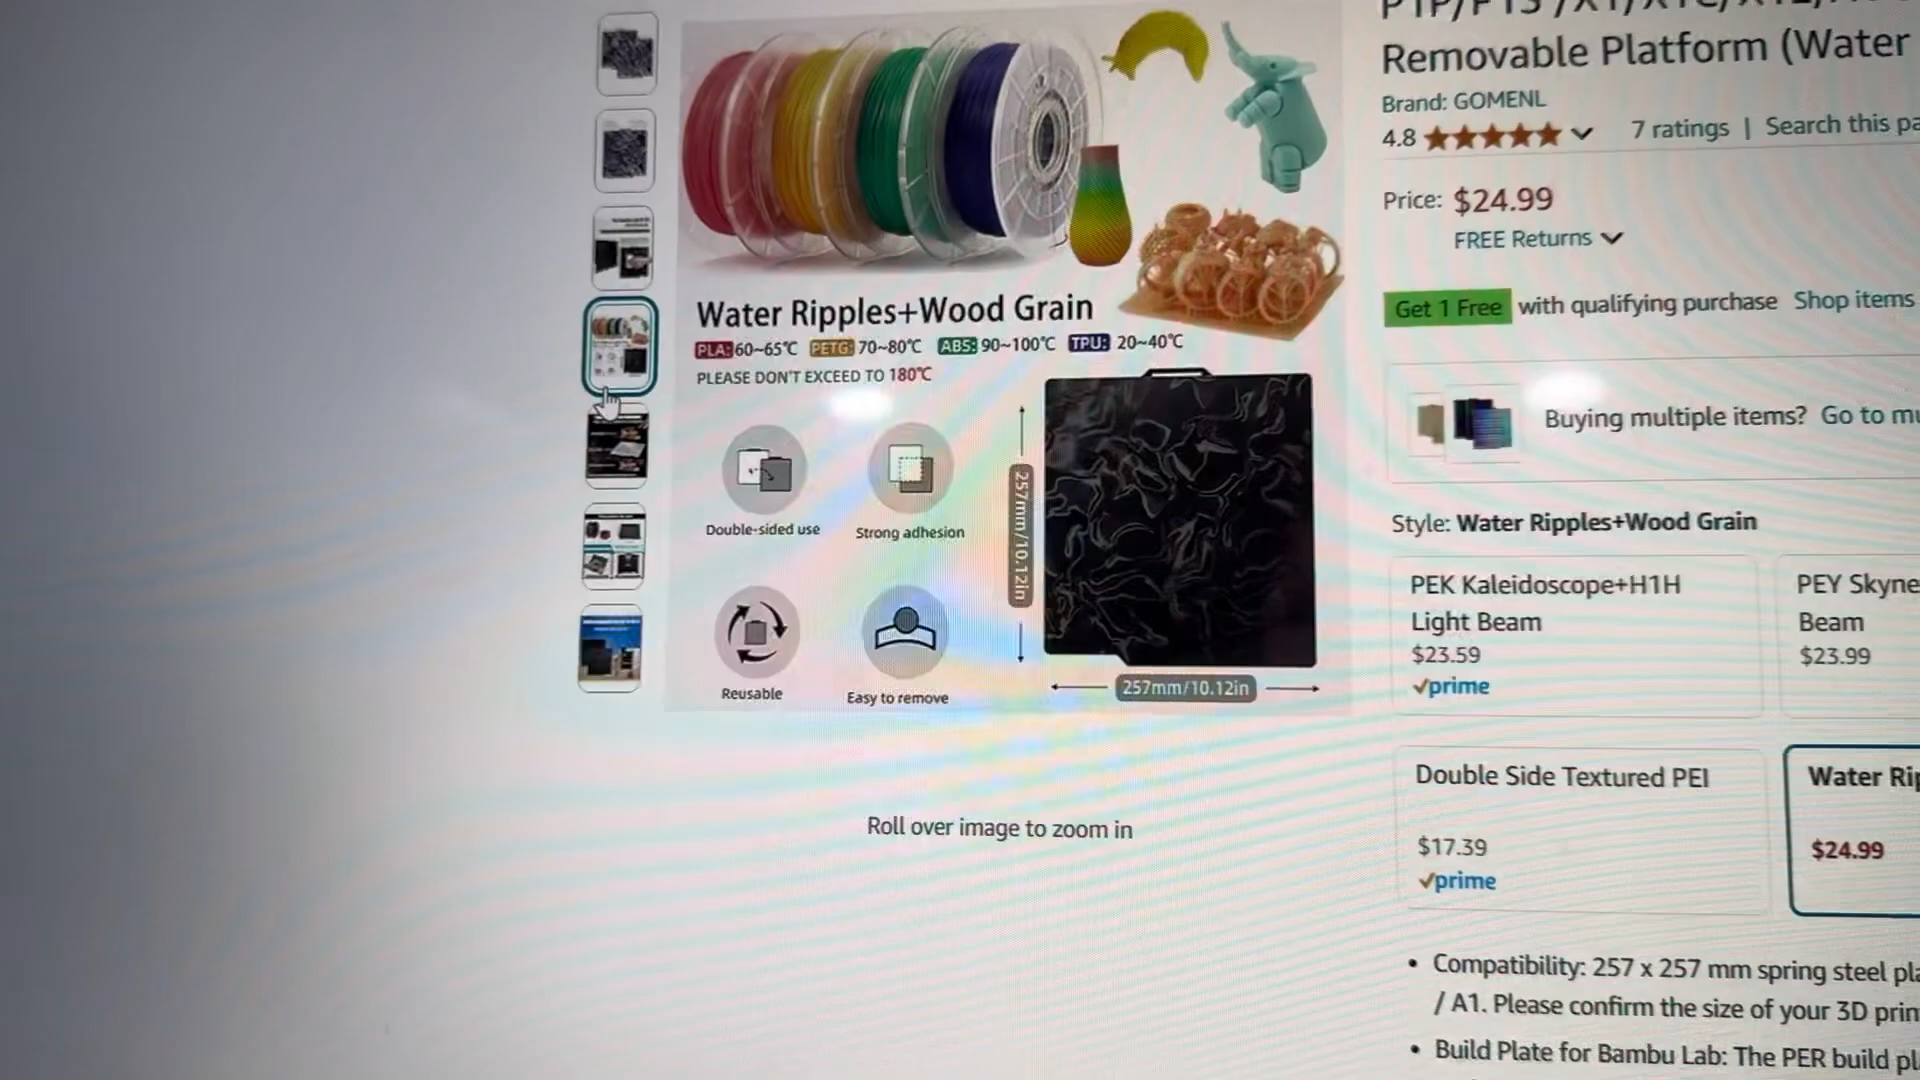 Removable Platform (Water
Brand: GOMENL
4.8
7 ratings | Search this pa
Price: $24.99
FREE Returns
Get 1 Free with qualifying purchase Shop items
Buying multiple items? Go to mu
Style: Water Ripples+Wood Grain
PEK Kaleidoscope+H1H
Light Beam
$23.59
prime
PEY Skyne
Beam
$23.99
Double Side Textured PEI
$17.39
prime
Water Rip
$24.99
• Compatibility: 257 x 257 mm spring steel pla
/ A1. Please confirm the size of your 3D prin
• Build Plate for Bambu Lab: The PER build pl
Water Ripples+Wood Grain
PLA: 60~65℃ PETG: 70~80℃ ABS: 90~100℃ TPU: 20~40℃
PLEASE DON'T EXCEED TO 180℃
Double-sided use
Strong adhesion
Reusable
Easy to remove
257mm/10.12in
257mm/10.12in
Roll over image to zoom in